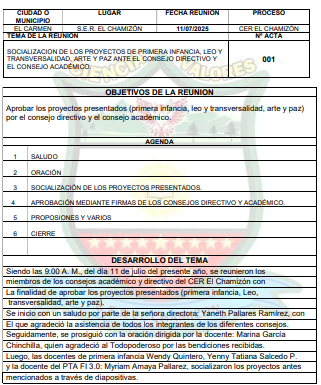 CIUDAD O MUNICIPIO LUGAR FECHA REUNIÓN PROCESO
EL CARMEN S.E.R. EL CHAMIZÓN 11/07/2025 CER EL CHAMIZÓN
TEMA DE LA REUNIÓN Nº ACTA
SOCIALIZACION DE LOS PROYECTOS DE PRIMERA INFANCIA, LEO Y
TRANSVERSALIDAD, ARTE Y PAZ ANTE EL CONSEJO DIRECTIVO Y
EL CONSEJO ACADÉMICO.
001
OBJETIVOS DE LA REUNION
Aprobar los proyectos presentados (primera infancia, leo y transversalidad, arte y paz)
por el consejo directivo y el consejo académico.
AGENDA
1 SALUDO
2 ORACIÓN
3 SOCIALIZACIÓN DE LOS PROYECTOS PRESENTADOS.
4 APROBACIÓN MEDIANTE FIRMAS DE LOS CONSEJOS DIRECTIVO Y ACADÉMICO.
5 PROPOSIONES Y VARIOS
6 CIERRE
DESARROLLO DEL TEMA
Siendo las 9:00 A. M., del día 11 de julio del presente año, se reunieron los
miembros de los consejos académico y directivo del CER El Chamizón con
La finalidad de aprobar los proyectos presentados (primera infancia, Leo,
transversalidad, arte y paz).
Se inicio con un saludo por parte de la señora directora: Yaneth Pallares Ramírez, con
El que agradeció la asistencia de todos los integrantes de los diferentes consejos.
Seguidamente, se prosiguió con la oración dirigida por la docente: Marina García
Chinchilla, quien agradeció al Todopoderoso por las bendiciones recibidas.
Luego, las docentes de primera infancia Wendy Quintero, Yenny Tatiana Salcedo P.
y la docente del PTA FI 3.0: Myriam Amaya Pallarez, socializaron los proyectos antes
mencionados a través de diapositivas.